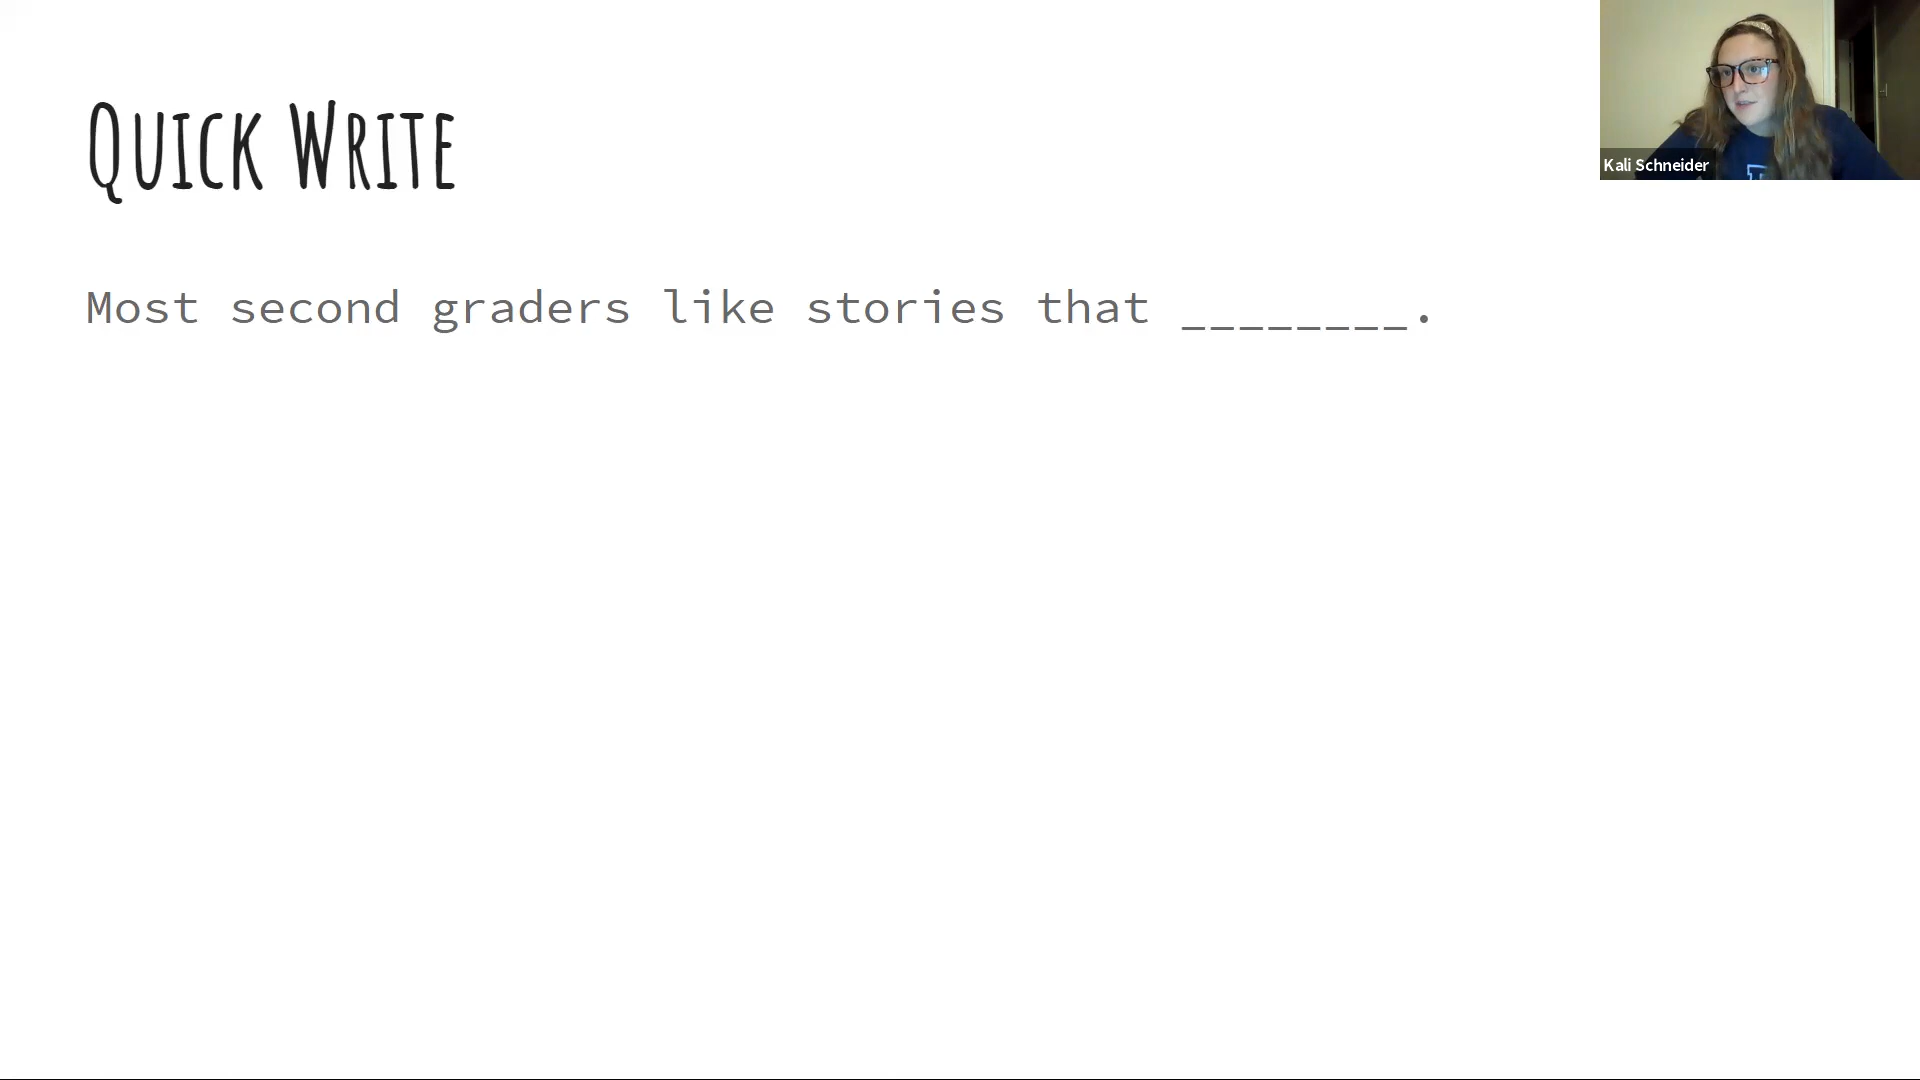 Quick Write
Kali Schneider
Most second graders like stories that ________.